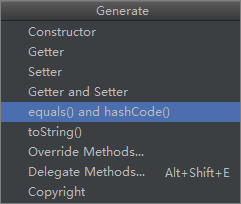 Generate
Constructor
Getter
Setter
Getter and Setter
equals() and hashCode()
toString()
Override Methods...
Delegate Methods... Alt+Shift+E
Copyright